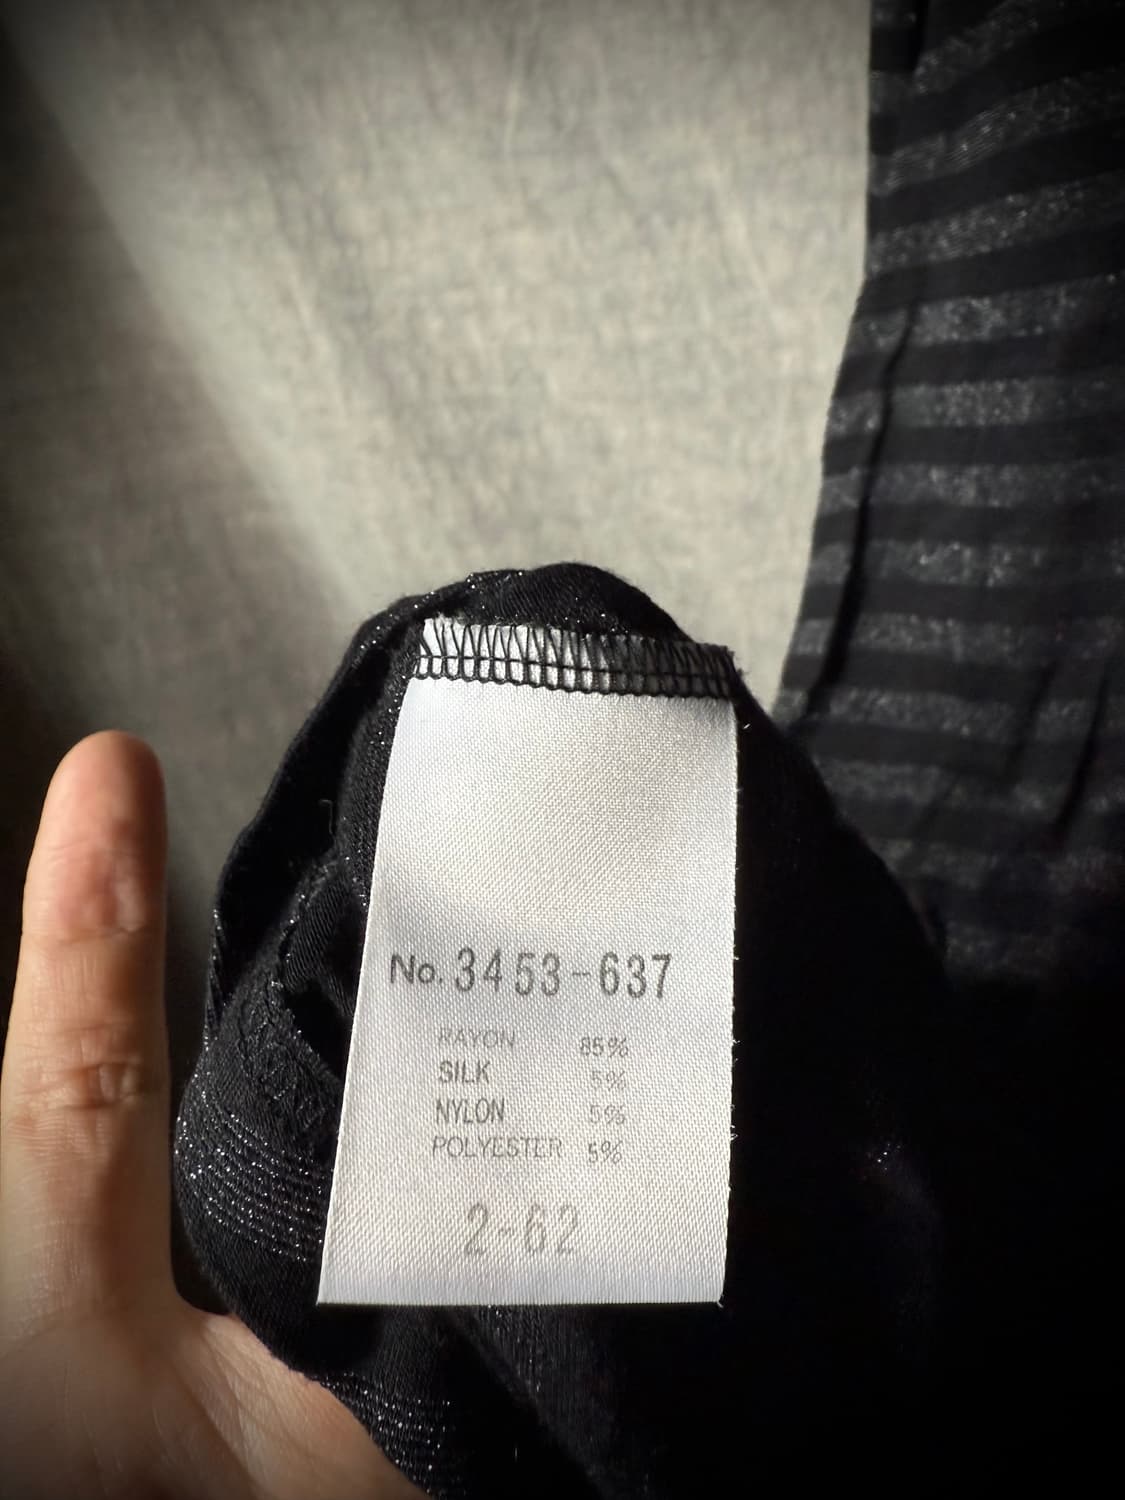 No. 3453-637
RAYON 85%
SILK 5%
NYLON 5%
POLYESTER 5%
2-62